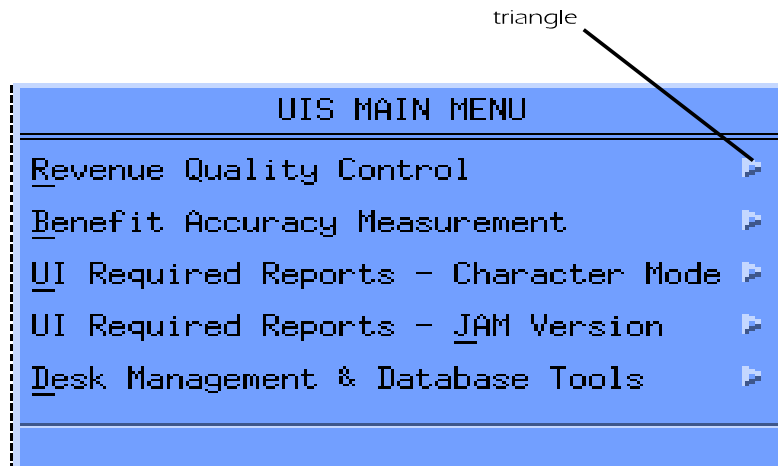 triangle
UIS MAIN MENU
Revenue Quality Control
Benefit Accuracy Measurement
UI Required Reports - Character Mode
UI Required Reports - JAM Version
Desk Management & Database Tools